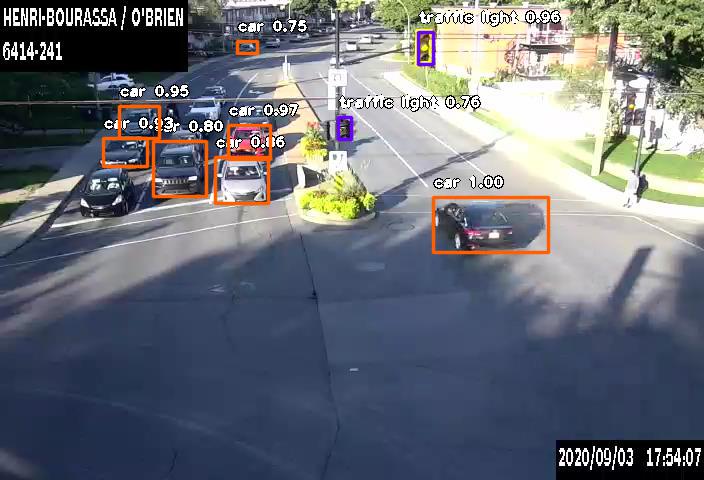 HENRI-BOURASSA / O'BRIEN
6414-241
car 0.75
traffic light 0.96
car 0.95
car 0.97
traffic light 0.76
car 0.93
car 0.80
car 0.86
car 1.00
2020/09/03 17:54:07